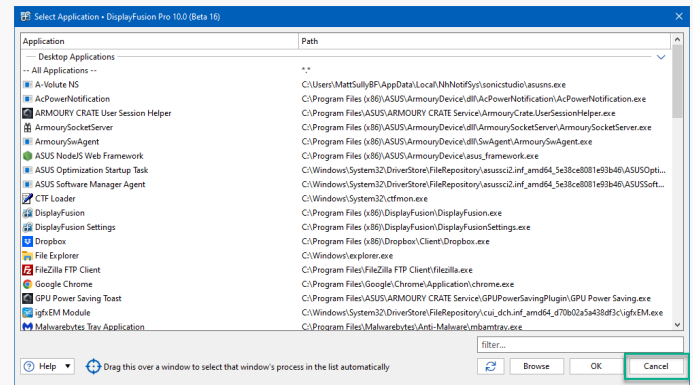 Select Application • DisplayFusion Pro 10.0 (Beta 16)
Application Path
Desktop Applications
-- All Applications -- *.*
A-Volute NS C:\Users\MattSullyBF\AppData\Local\NhNotifSys\sonicstudio\asusns.exe
AcPowerNotification C:\Program Files (x86)\ASUS\ArmouryDevice\dll\AcPowerNotification\AcPowerNotification.exe
ARMOURY CRATE User Session Helper C:\Program Files\ASUS\ARMOURY CRATE Service\ArmouryCrate.UserSessionHelper.exe
ArmourySocketServer C:\Program Files (x86)\ASUS\ArmouryDevice\dll\ArmourySocketServer\ArmourySocketServer.exe
ArmourySwAgent C:\Program Files (x86)\ASUS\ArmouryDevice\dll\SwAgent\ArmourySwAgent.exe
ASUS NodeJS Web Framework C:\Program Files (x86)\ASUS\ArmouryDevice\asus_framework.exe
ASUS Optimization Startup Task C:\Windows\System32\DriverStore\FileRepository\asussci2.inf_amd64_5e38ce8081e93b46\ASUSOpti...
ASUS Software Manager Agent C:\Windows\System32\DriverStore\FileRepository\asussci2.inf_amd64_5e38ce8081e93b46\ASUSSoft...
CTF Loader C:\Windows\System32\ctfmon.exe
DisplayFusion C:\Program Files (x86)\DisplayFusion\DisplayFusion.exe
DisplayFusion Settings C:\Program Files (x86)\DisplayFusion\DisplayFusionSettings.exe
Dropbox C:\Program Files (x86)\Dropbox\Client\Dropbox.exe
File Explorer C:\Windows\explorer.exe
FileZilla FTP Client C:\Program Files\FileZilla FTP Client\filezilla.exe
Google Chrome C:\Program Files\Google\Chrome\Application\chrome.exe
GPU Power Saving Toast C:\Program Files\ASUS\ARMOURY CRATE Service\GPUPowerSavingPlugin\GPU Power Saving.exe
igfxEM Module C:\Windows\System32\DriverStore\FileRepository\cui_dch.inf_amd64_d70b02a5a438df3c\igfxEM.exe
Malwarebytes Tray Application C:\Program Files\Malwarebytes\Anti-Malware\mbamtray.exe
filter...
Help Drag this over a window to select that window's process in the list automatically Browse OK Cancel